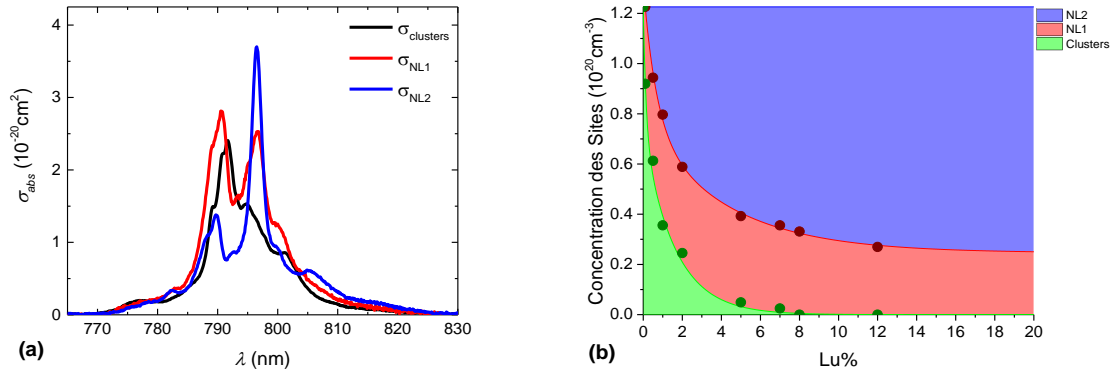 4
3
2
1
0
σabs (10⁻²⁰cm²)
σclusters
σNL1
σNL2
770 780 790 800 810 820 830
λ (nm)
(a)
1.2
1.0
0.8
0.6
0.4
0.2
0.0
Concentration des Sites (10²⁰cm⁻³)
0 2 4 6 8 10 12 14 16 18 20
Lu%
NL2
NL1
Clusters
(b)